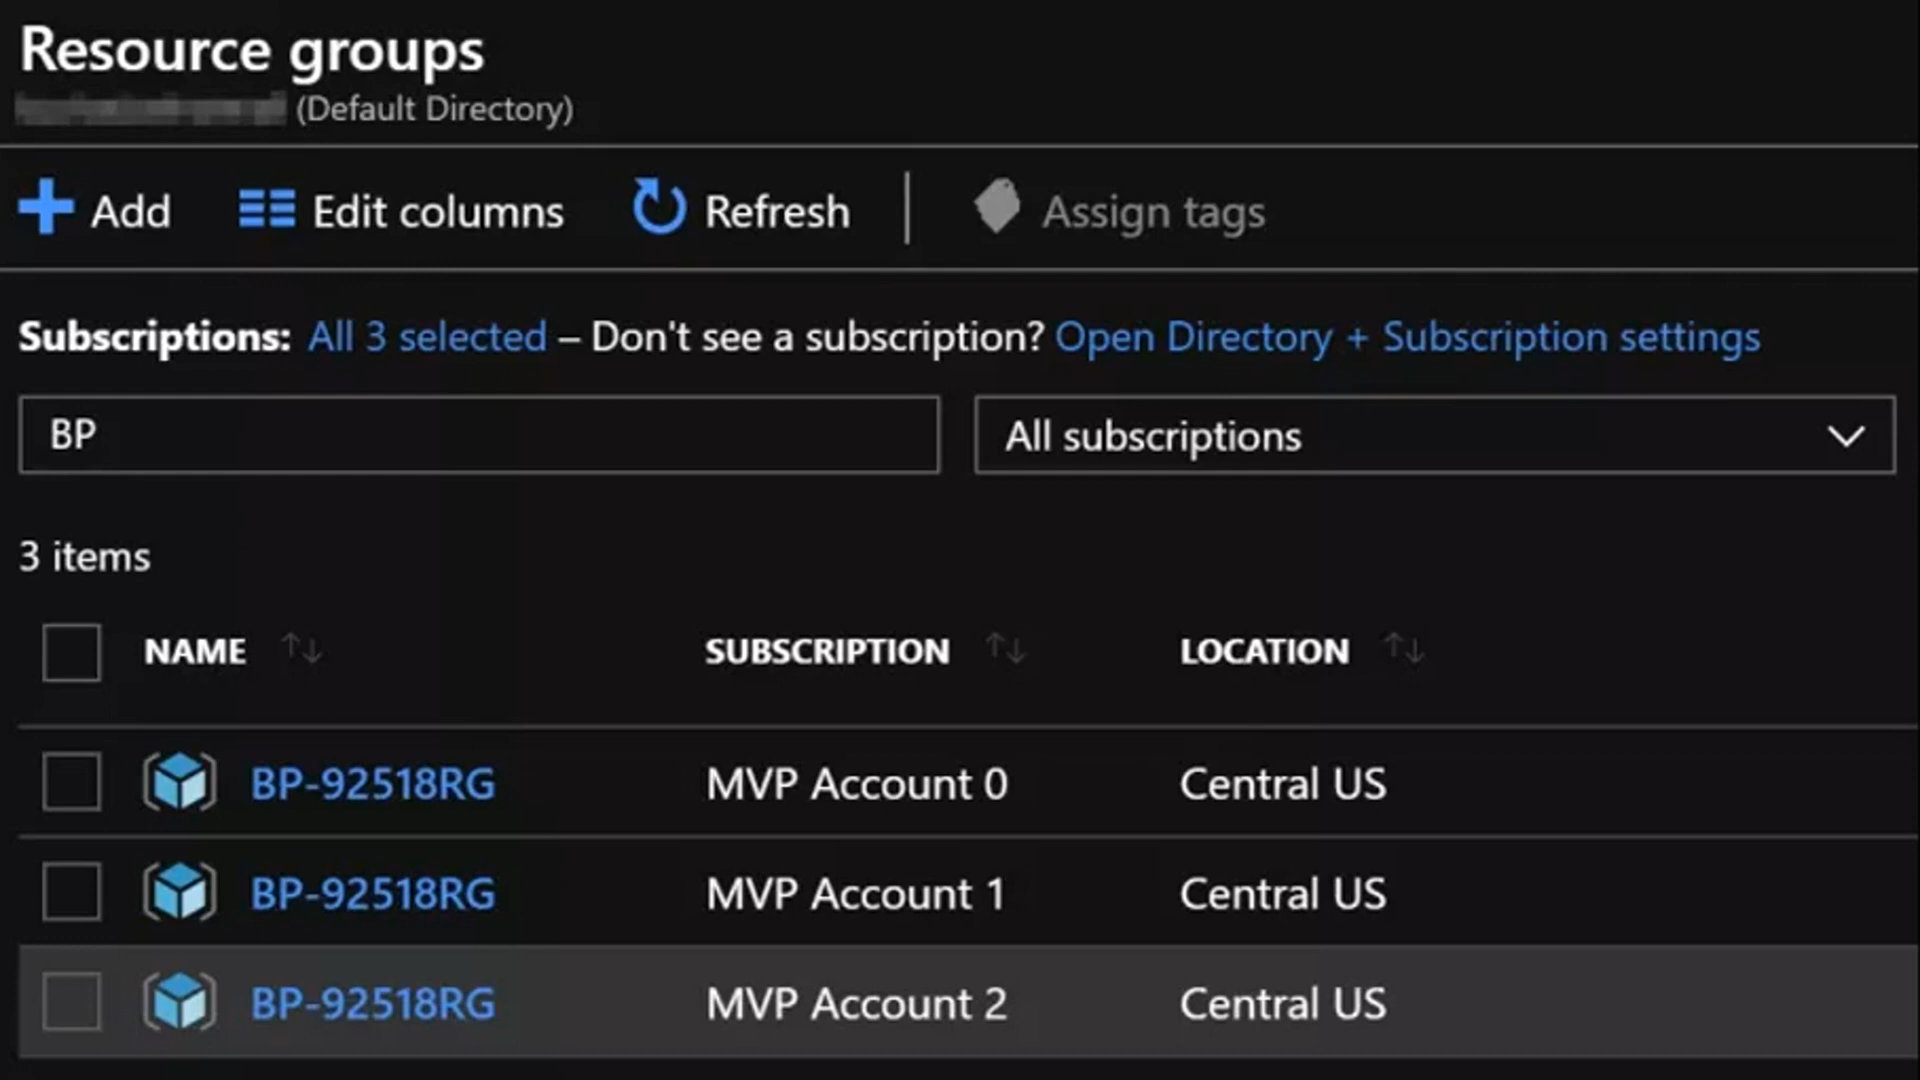 Resource groups
(Default Directory)
Add Edit columns Refresh Assign tags
Subscriptions: All 3 selected – Don't see a subscription? Open Directory + Subscription settings
BP All subscriptions
3 items
NAME SUBSCRIPTION LOCATION
BP-92518RG MVP Account 0 Central US
BP-92518RG MVP Account 1 Central US
BP-92518RG MVP Account 2 Central US